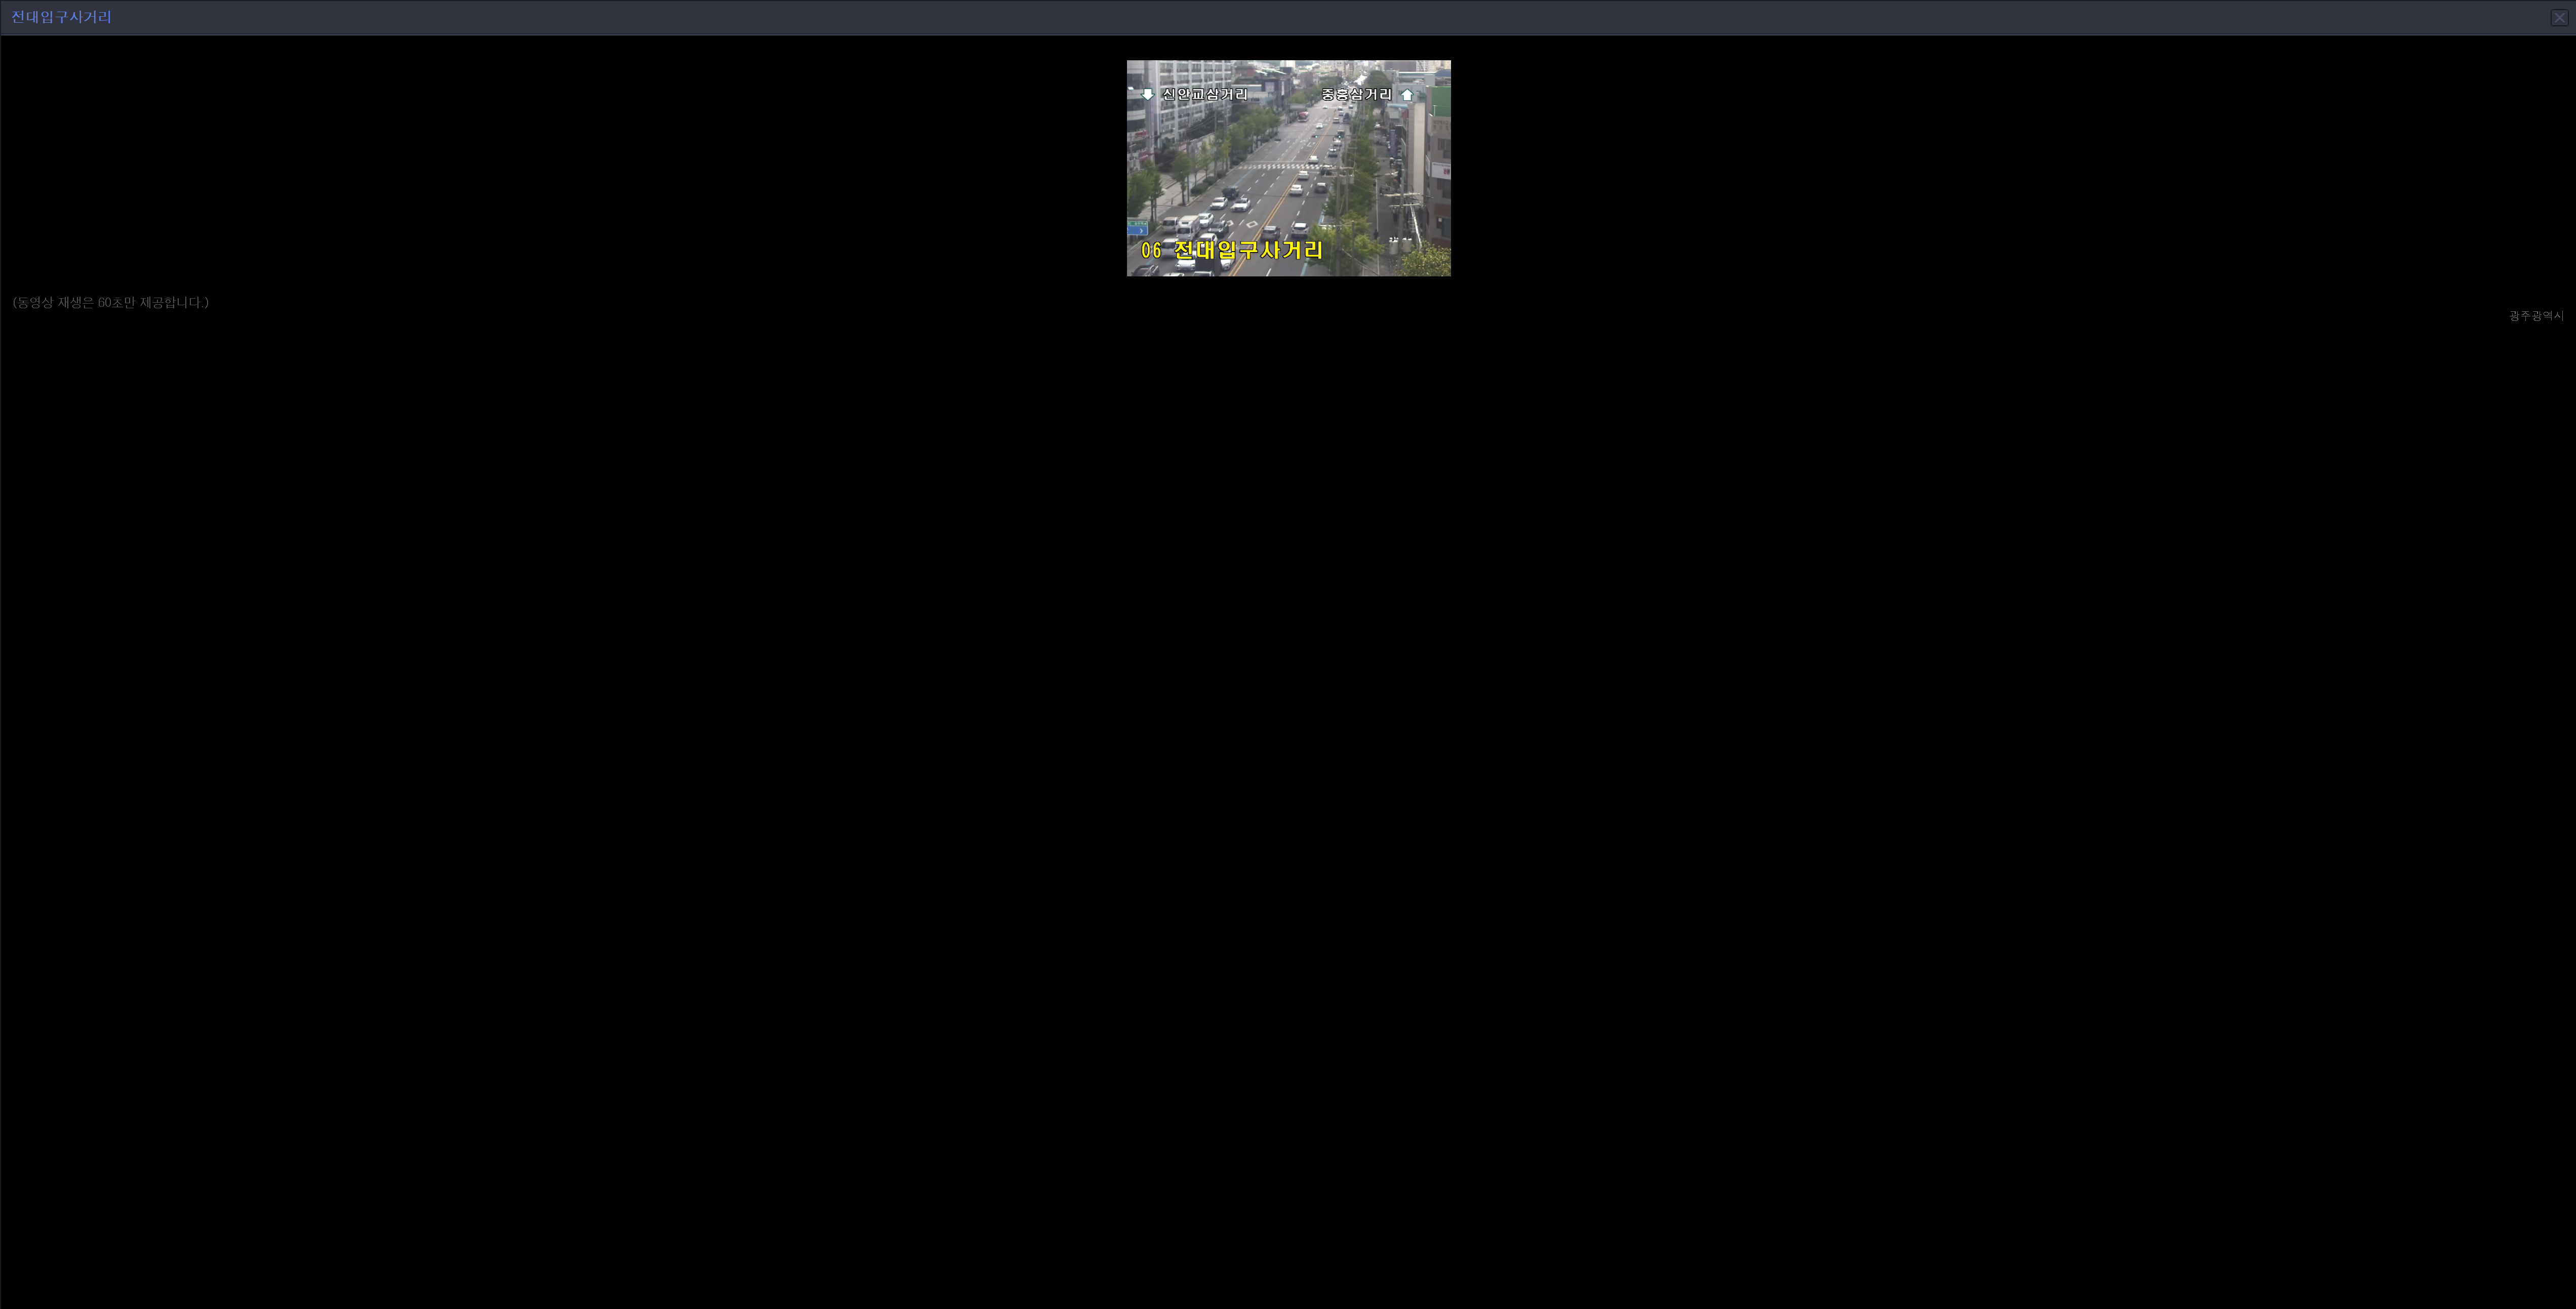 전대입구사거리
신안교삼거리
중흥삼거리
06 전대입구사거리
(동영상 재생은 60초만 제공합니다.)
광주광역시